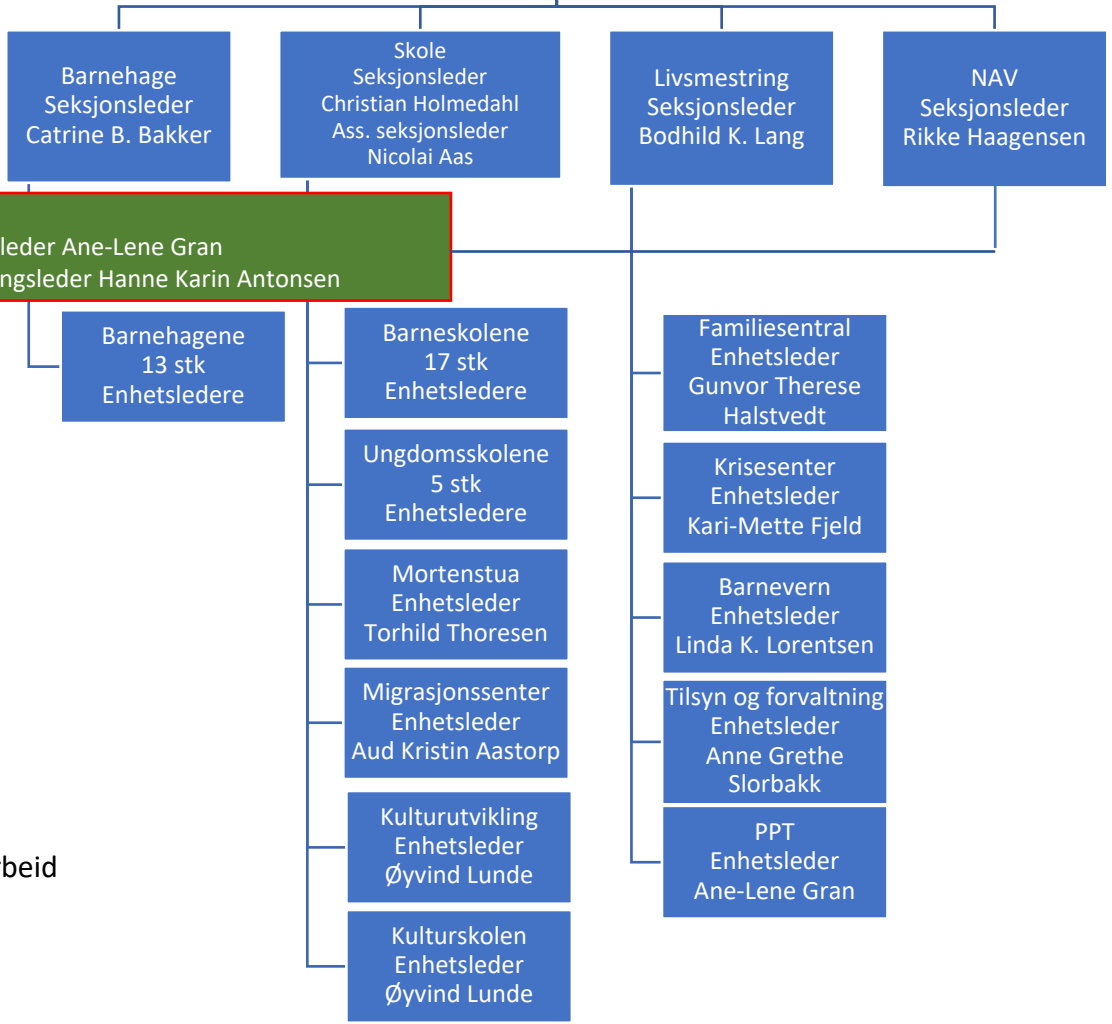 Barnehage
Seksjonsleder
Catrine B. Bakker
Skole
Seksjonsleder
Christian Holmedahl
Ass. seksjonsleder
Nicolai Aas
Livsmestring
Seksjonsleder
Bodhild K. Lang
NAV
Seksjonsleder
Rikke Haagensen
leder Ane-Lene Gran
ngsleder Hanne Karin Antonsen
Barnehagene
13 stk
Enhetsledere
Barneskolene
17 stk
Enhetsledere
Ungdomsskolene
5 stk
Enhetsledere
Mortenstua
Enhetsleder
Torhild Thoresen
Migrasjonssenter
Enhetsleder
Aud Kristin Aastorp
Kulturutvikling
Enhetsleder
Øyvind Lunde
Kulturskolen
Enhetsleder
Øyvind Lunde
Familiesentral
Enhetsleder
Gunvor Therese
Halstvedt
Krisesenter
Enhetsleder
Kari-Mette Fjeld
Barnevern
Enhetsleder
Linda K. Lorentsen
Tilsyn og forvaltning
Enhetsleder
Anne Grethe
Slorbakk
PPT
Enhetsleder
Ane-Lene Gran
rbeid